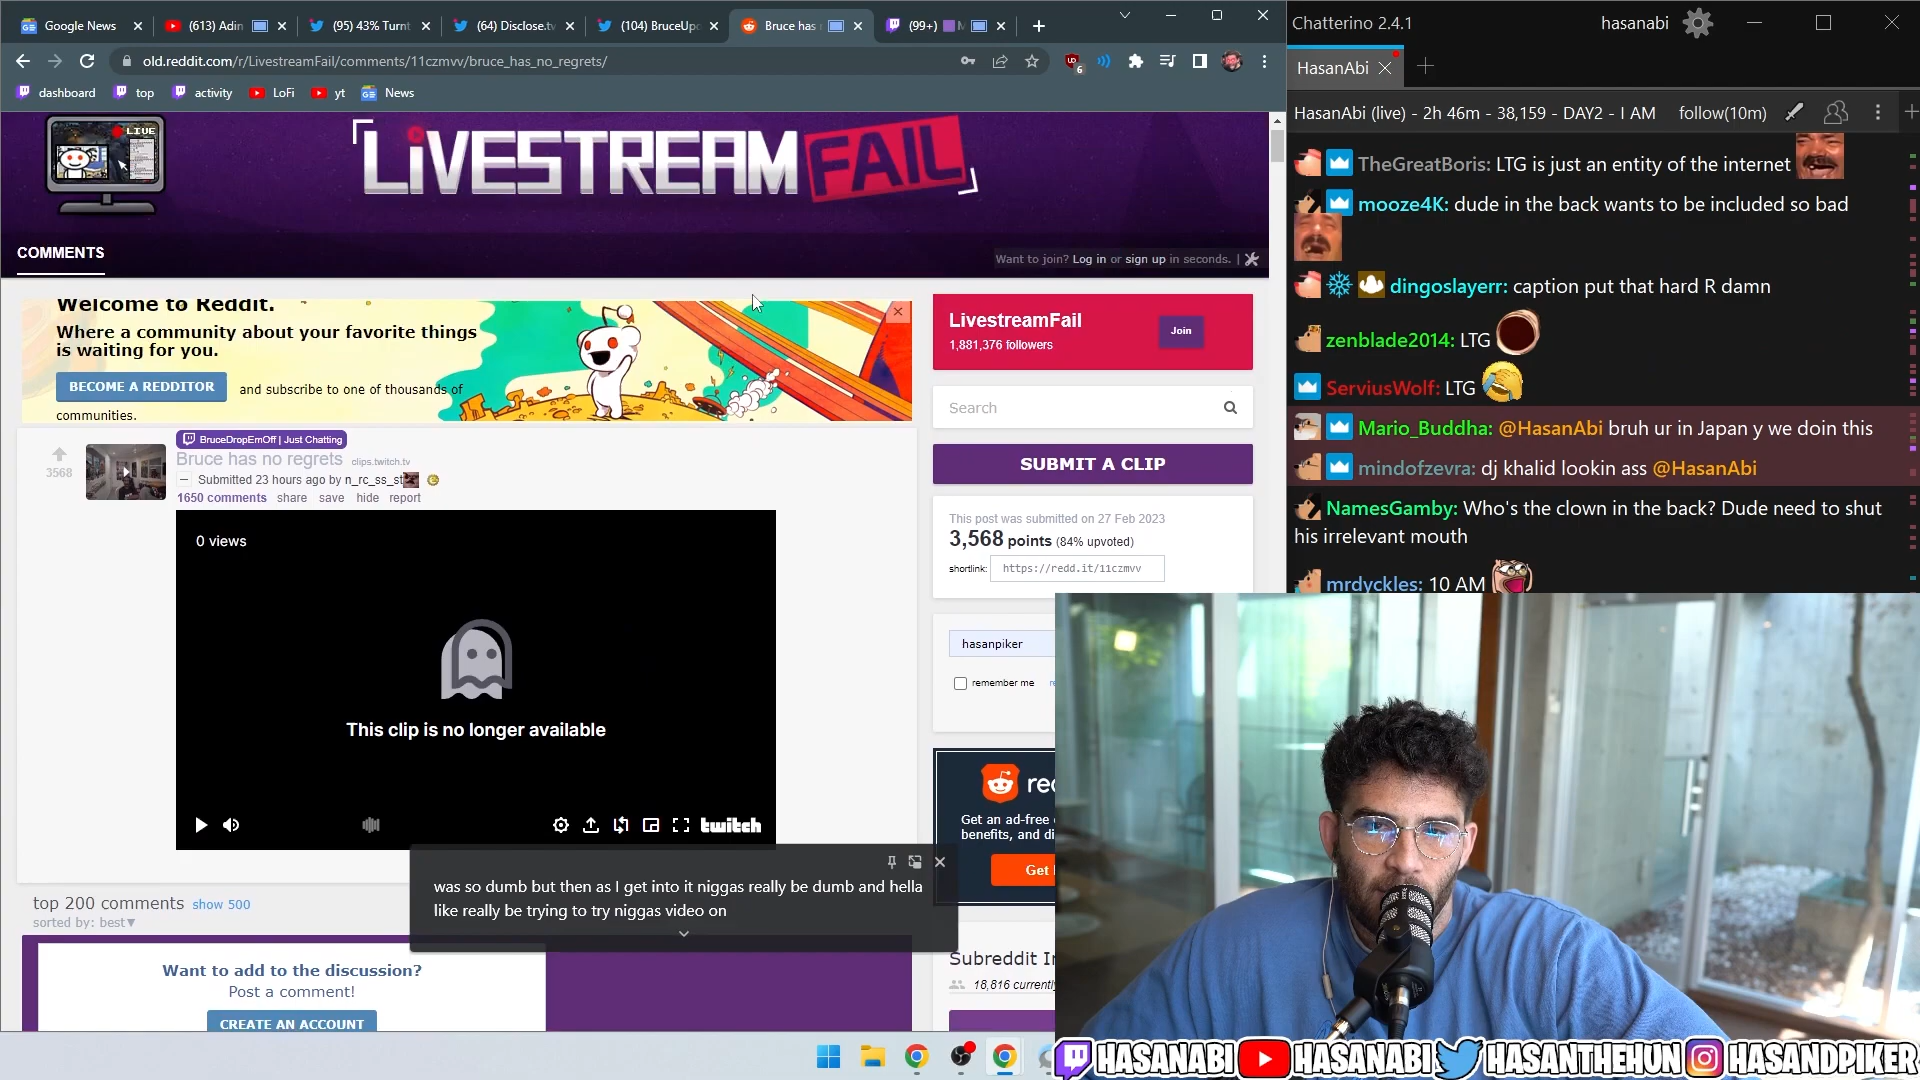 Google News
(613) Adin
(95) 43% Turnt
(64) Disclose.tv
(104) BruceUpc
Bruce has
(99+)
old.reddit.com/r/LivestreamFail/comments/11czmvv/bruce_has_no_regrets/
6
dashboard
top
activity
LoFi
yt
News
LIVE
LIVESTREAM FAIL
COMMENTS
Want to join? Log in or sign up in seconds. |
Welcome to Reddit.
Where a community about your favorite things
is waiting for you.
BECOME A REDDITOR
and subscribe to one of thousands of
communities.
BruceDropEmOff | Just Chatting
Bruce has no regrets clips.twitch.tv
3568
Submitted 23 hours ago by n_rc_ss_st
1650 comments share save hide report
0 views
This clip is no longer available
twitch
was so dumb but then as I get into it niggas really be dumb and hella
like really be trying to try niggas video on
top 200 comments show 500
sorted by: best▼
Want to add to the discussion?
Post a comment!
CREATE AN ACCOUNT
LivestreamFail
1,881,376 followers
Join
Search
SUBMIT A CLIP
This post was submitted on 27 Feb 2023
3,568 points (84% upvoted)
shortlink: https://redd.it/11czmvv
hasanpiker
remember me
Get an ad-free
benefits, and
Get
Subreddit
18,816 currently
Chatterino 2.4.1
hasanabi
HasanAbi
HasanAbi (live) - 2h 46m - 38,159 - DAY2 - I AM
follow(10m)
TheGreatBoris: LTG is just an entity of the internet
mooze4K: dude in the back wants to be included so bad
dingoslayerr: caption put that hard R damn
zenblade2014: LTG
ServiusWolf: LTG
Mario_Buddha: @HasanAbi bruh ur in Japan y we doin this
mindofzevra: dj khalid lookin ass @HasanAbi
NamesGamby: Who's the clown in the back? Dude need to shut
his irrelevant mouth
mrdyckles: 10 AM
HASANABI
HASANABI
HASANTHEHUN
HASANDPIKER